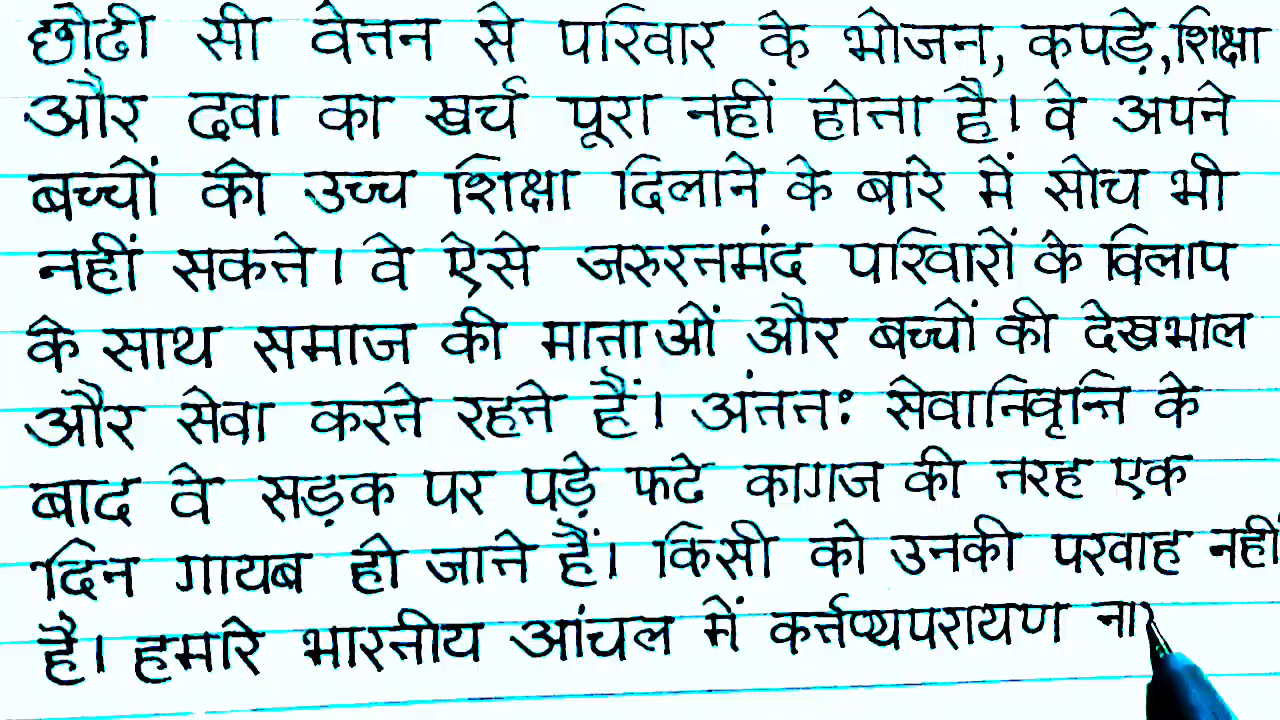 छोटी सी वेतन से परिवार के भोजन, कपड़े, शिक्षा
और दवा का खर्च पूरा नहीं होता है। वे अपने
बच्चों को उच्च शिक्षा दिलाने के बारे में सोच भी
नहीं सकते। वे ऐसे जरुरतमंद परिवारों के विलाप
के साथ समाज की माताओं और बच्चों की देखभाल
और सेवा करते रहते हैं। अंततः सेवानिवृत्ति के
बाद वे सड़क पर पड़े फटे कागज की तरह एक
दिन गायब हो जाते हैं। किसी को उनकी परवाह नहीं
है। हमारे भारतीय आंचल में कर्त्तव्यपरायण ना